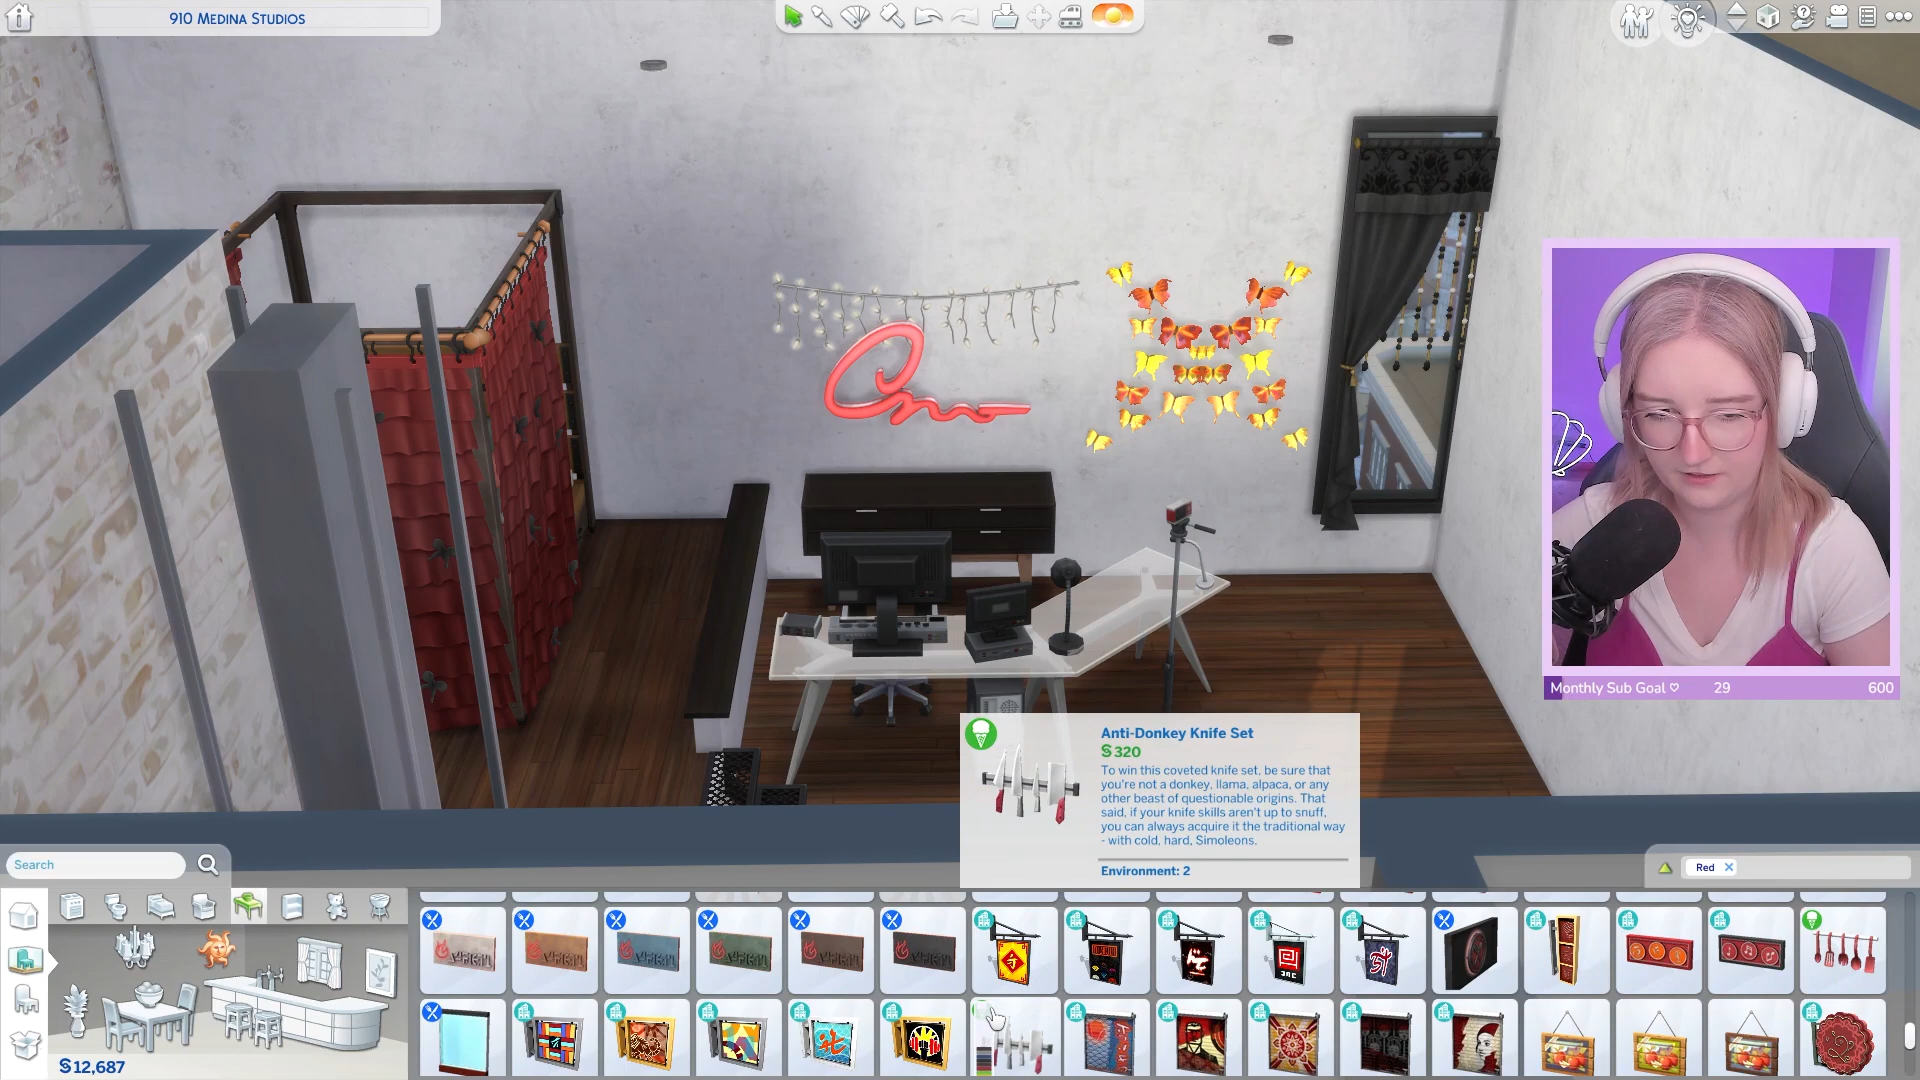 910 Medina Studios
Monthly Sub Goal ♡ 29 600
Anti-Donkey Knife Set
§320
To win this coveted knife set, be sure that
you're not a donkey, llama, alpaca, or any
other beast of questionable origins. That
said, if your knife skills aren't up to snuff,
you can always acquire it the traditional way
- with cold, hard, Simoleons.
Environment: 2
Search
Red
§12,687